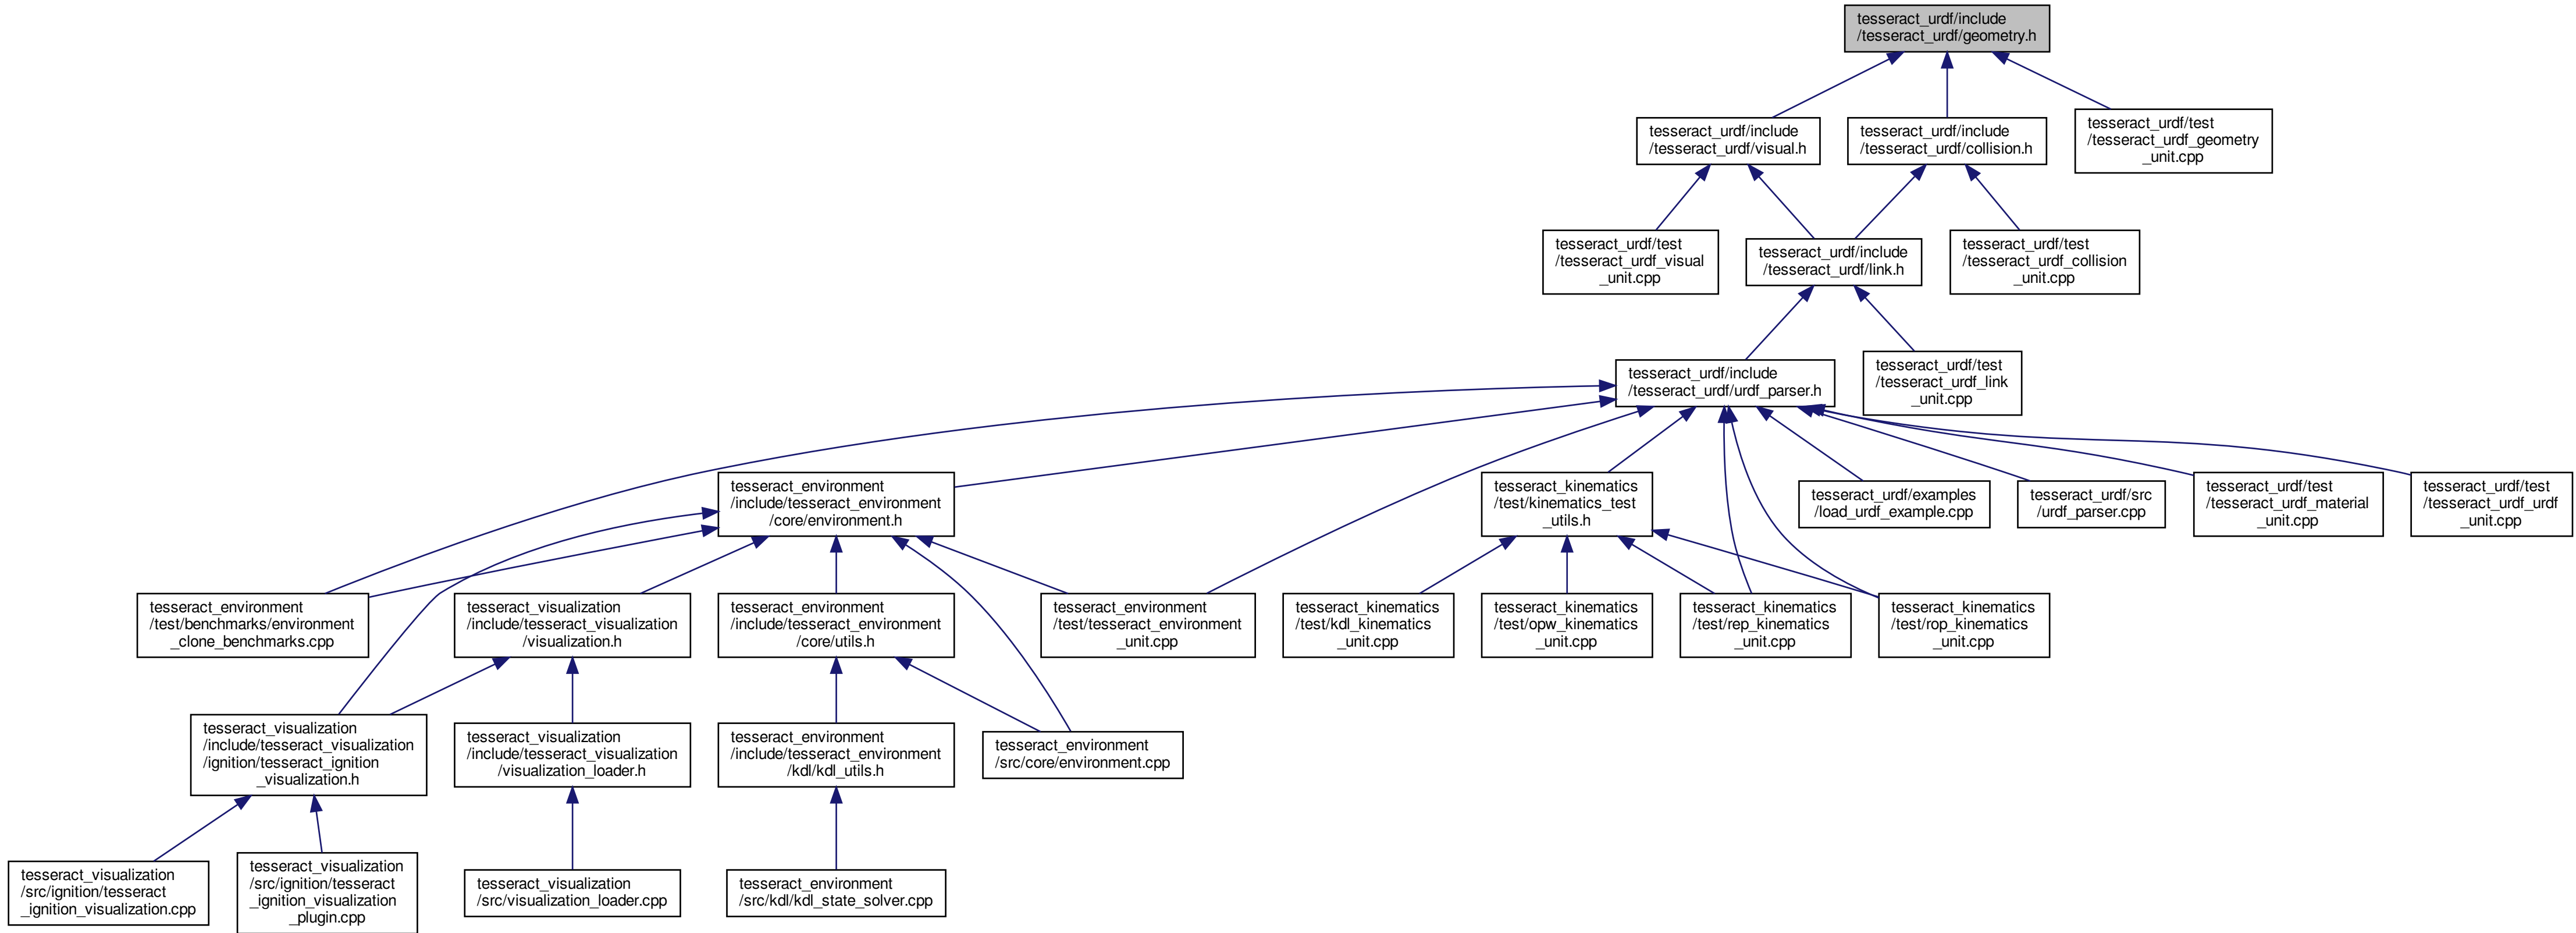 tesseract_urdf/include
/tesseract_urdf/geometry.h
tesseract_urdf/include
/tesseract_urdf/visual.h
tesseract_urdf/include
/tesseract_urdf/collision.h
tesseract_urdf/test
/tesseract_urdf_geometry
_unit.cpp
tesseract_urdf/test
/tesseract_urdf_visual
_unit.cpp
tesseract_urdf/include
/tesseract_urdf/link.h
tesseract_urdf/test
/tesseract_urdf_collision
_unit.cpp
tesseract_urdf/include
/tesseract_urdf/urdf_parser.h
tesseract_urdf/test
/tesseract_urdf_link
_unit.cpp
tesseract_environment
/include/tesseract_environment
/core/environment.h
tesseract_kinematics
/test/kinematics_test
_utils.h
tesseract_urdf/examples
/load_urdf_example.cpp
tesseract_urdf/src
/urdf_parser.cpp
tesseract_urdf/test
/tesseract_urdf_material
_unit.cpp
tesseract_urdf/test
/tesseract_urdf_urdf
_unit.cpp
tesseract_environment
/test/benchmarks/environment
_clone_benchmarks.cpp
tesseract_visualization
/include/tesseract_visualization
/visualization.h
tesseract_environment
/include/tesseract_environment
/core/utils.h
tesseract_environment
/test/tesseract_environment
_unit.cpp
tesseract_kinematics
/test/kdl_kinematics
_unit.cpp
tesseract_kinematics
/test/opw_kinematics
_unit.cpp
tesseract_kinematics
/test/rep_kinematics
_unit.cpp
tesseract_kinematics
/test/rop_kinematics
_unit.cpp
tesseract_visualization
/include/tesseract_visualization
/ignition/tesseract_ignition
_visualization.h
tesseract_visualization
/include/tesseract_visualization
/visualization_loader.h
tesseract_environment
/include/tesseract_environment
/kdl/kdl_utils.h
tesseract_environment
/src/core/environment.cpp
tesseract_visualization
/src/ignition/tesseract
_ignition_visualization.cpp
tesseract_visualization
/src/ignition/tesseract
_ignition_visualization
_plugin.cpp
tesseract_visualization
/src/visualization_loader.cpp
tesseract_environment
/src/kdl/kdl_state_solver.cpp